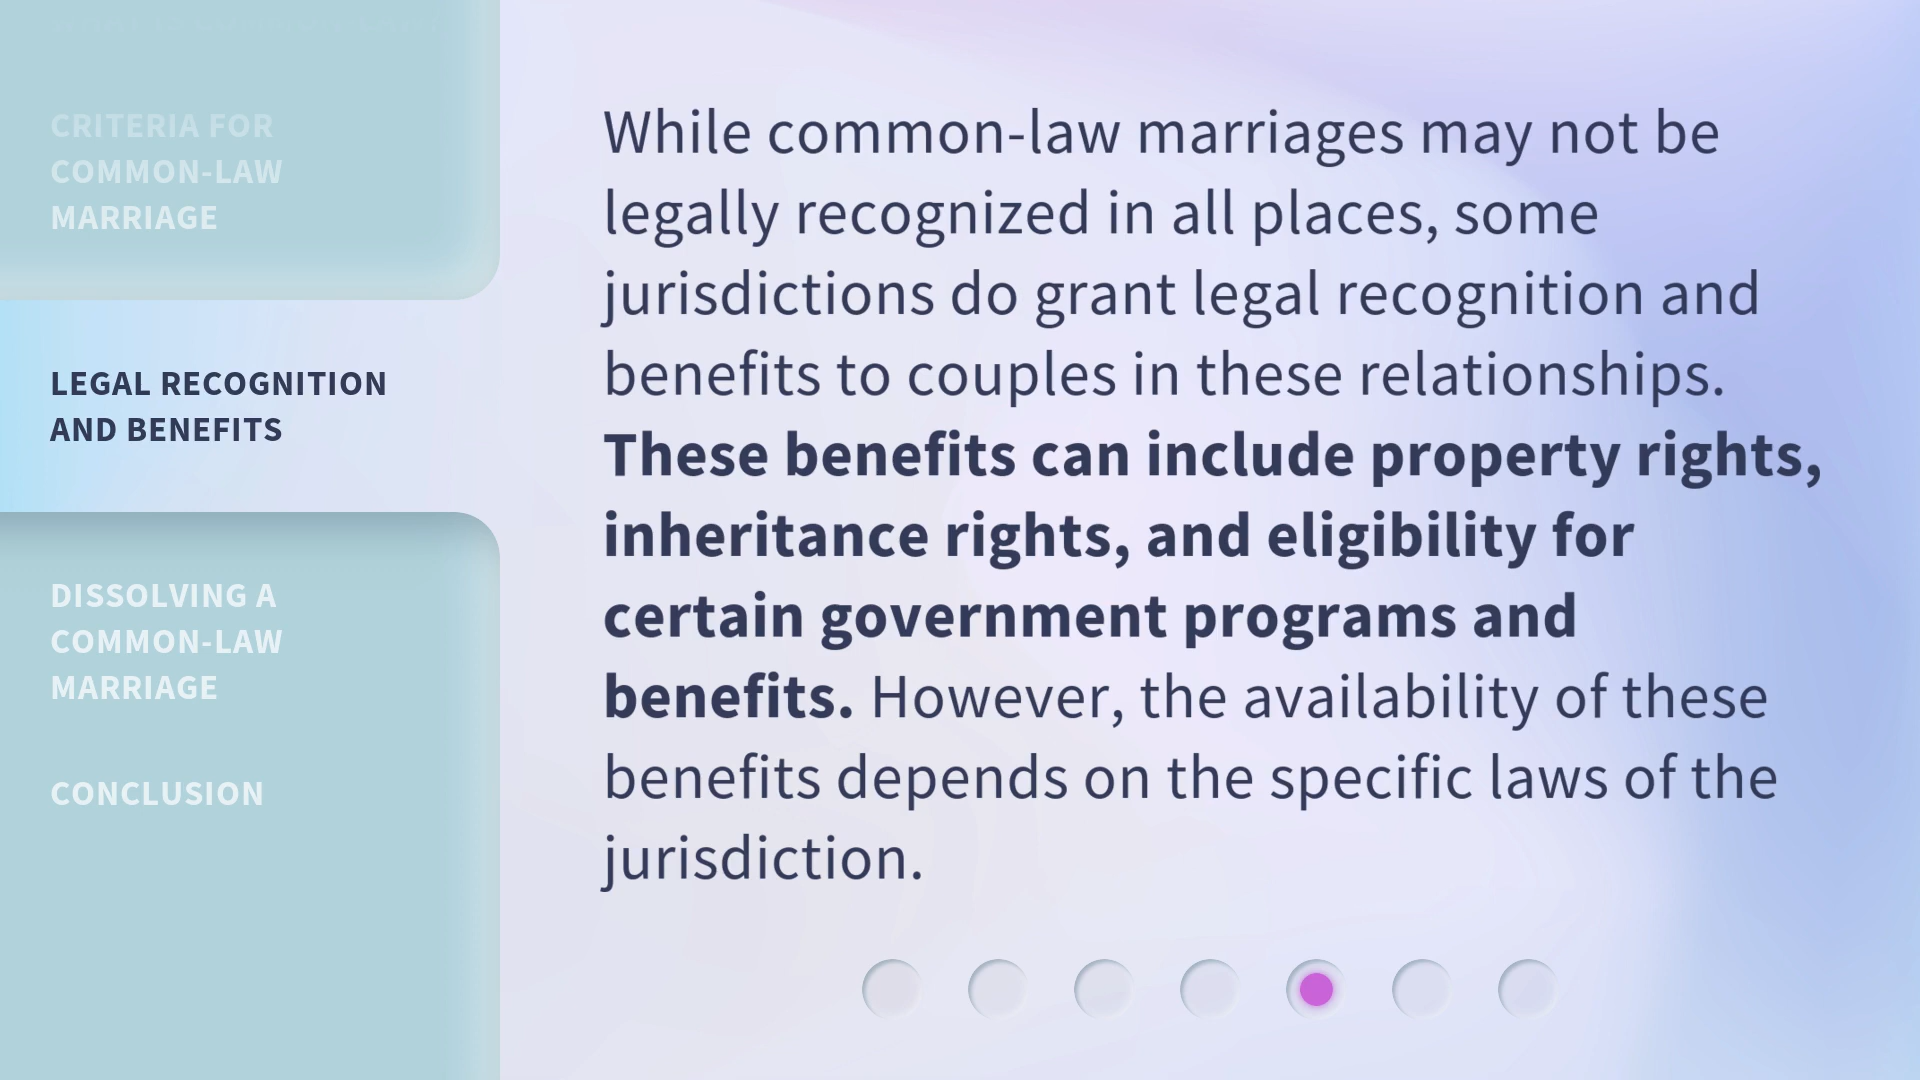 CRITERIA FOR
COMMON-LAW
MARRIAGE
LEGAL RECOGNITION
AND BENEFITS
DISSOLVING A
COMMON-LAW
MARRIAGE
CONCLUSION
While common-law marriages may not be
legally recognized in all places, some
jurisdictions do grant legal recognition and
benefits to couples in these relationships.
These benefits can include property rights,
inheritance rights, and eligibility for
certain government programs and
benefits. However, the availability of these
benefits depends on the specific laws of the
jurisdiction.